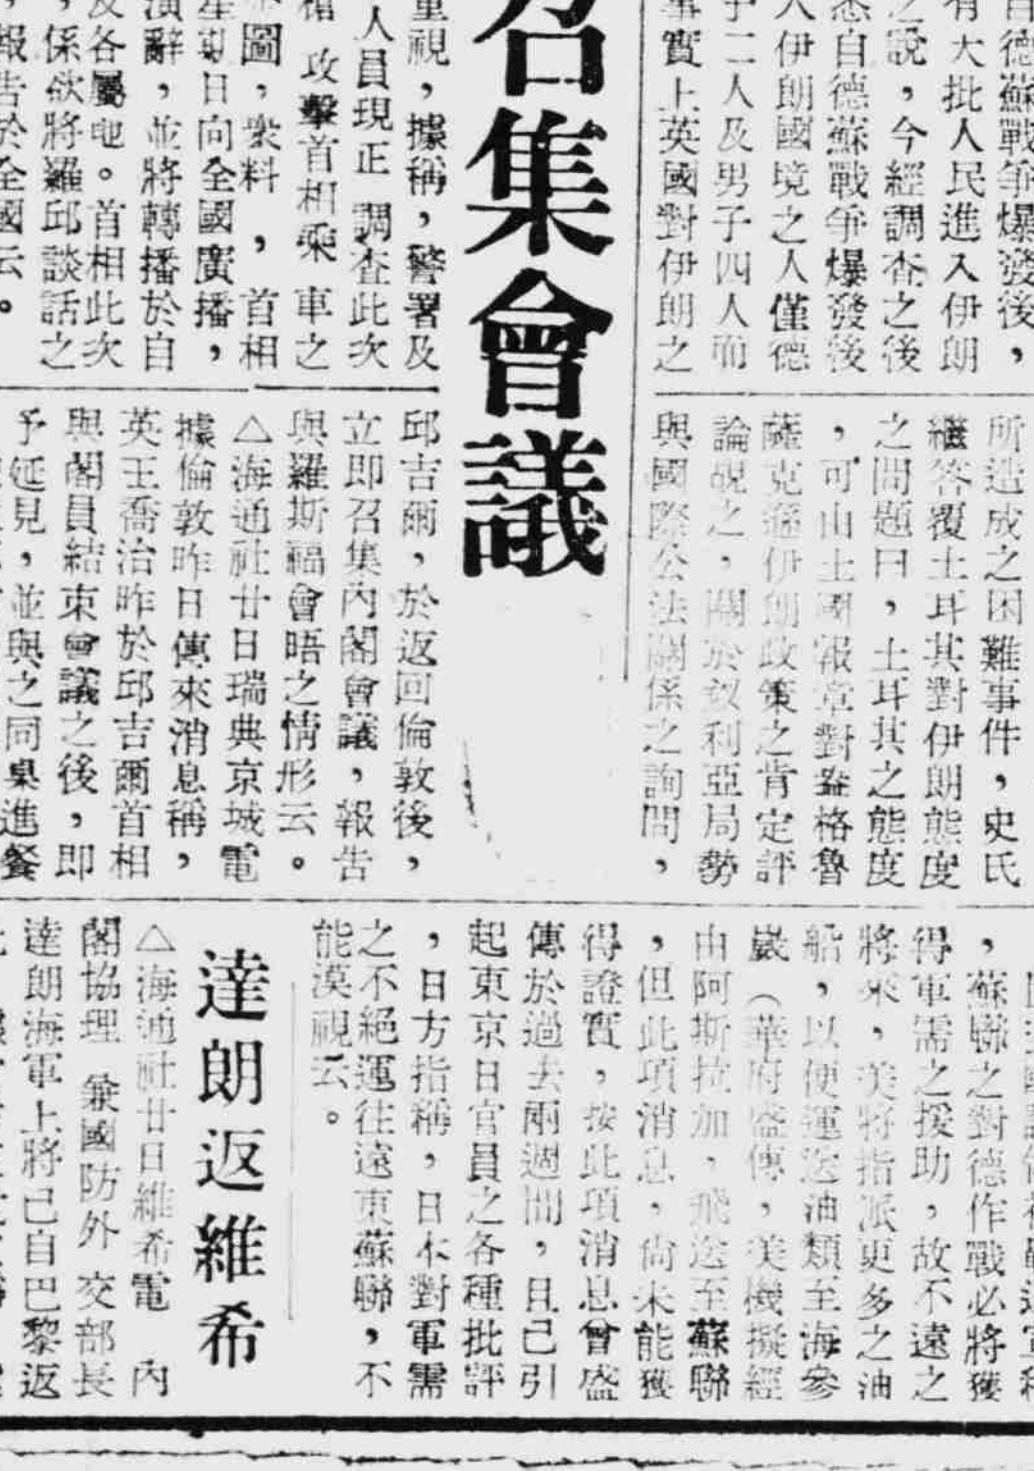 自德蘇戰争爆發後，
有大批人民進入伊朗
之說，今經調查之後
悉自德蘇戰争爆發後
入伊朗國境之人僅德
子二人及男子四人而
事實上英國對伊朗之
所造成之困難事件，史氏
繼答覆土耳其對伊朗態度
之問題曰，土耳其之態度
，可由土國報章對盎格魯
薩克遜伊朗政策之肯定評
論覘之，關於叙利亞局勢
與國際公法關係之詢問，
召集會議
重視，據稱，警署及
人員現正 調查此次
槍 攻擊首相乘 車之
圖，衆料 ，首相
星期日向全國廣播，
演辭，並將轉播於自
及各屬地。首相此次
，係欲將羅邱談話之
報告於全國云。
邱吉爾，於返回倫敦後，
立即召集內閣會議，報告
與羅斯福會晤之情形云。
△海通社廿日瑞典京城電
據倫敦昨日傳來消息稱，
英王喬治昨於邱吉爾首相
與閣員結束會議之後，即
予延見，並與之同桌進餐
，蘇聯之對德作戰必將獲
得軍需之援助，故不遠之
將來，美將指派更多之油
船，以便運送油類至海參
崴（華府盛傳，美機擬經
由阿斯拉加，飛送至蘇聯
，但此項消息，尚未能獲
得證實，按此項消息曾盛
傳於過去兩週間，且已引
起東京日官員之各種批評
，日方指稱，日本對軍需
之不絕運往遠東蘇聯，不
能漠視云。
達朗返維希
△海通社廿日維希電 內
閣協理 兼國防外 交部長
達朗海軍上將已自巴黎返